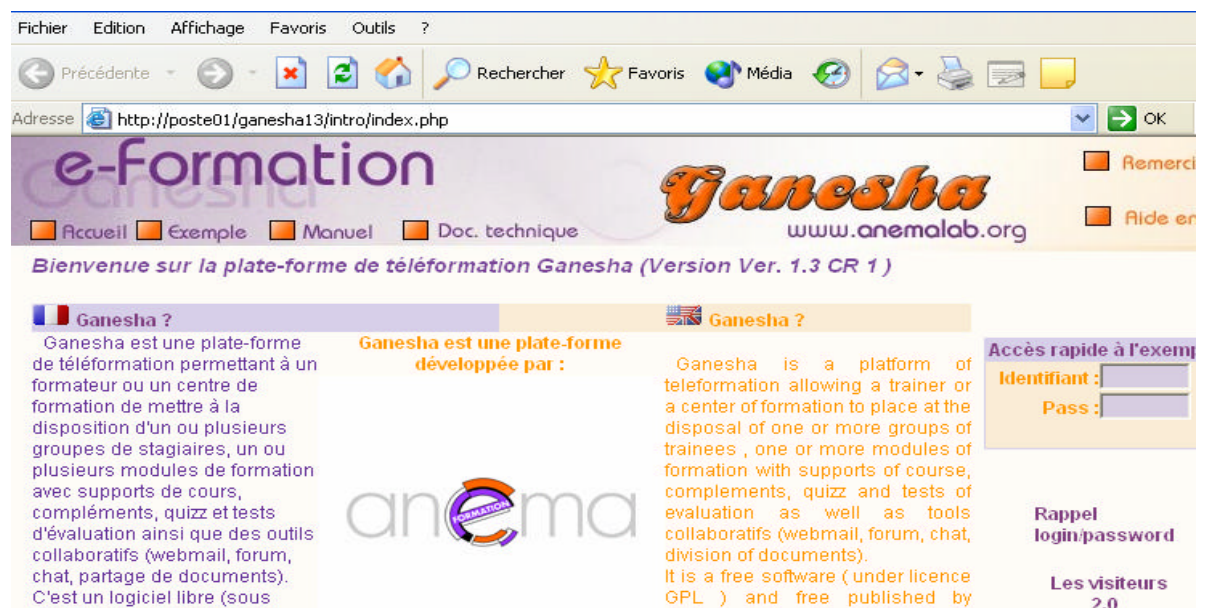 Fichier Edition Affichage Favoris Outils ?
Précédente Rechercher Favoris Média
Adresse http://poste01/ganesha13/intro/index.php OK
e-Formation
Ganesha
Ganesha
www.anemalab.org
Remerci
Aide en
Accueil Exemple Manuel Doc. technique
Bienvenue sur la plate-forme de téléformation Ganesha (Version Ver. 1.3 CR 1 )
Ganesha ?
Ganesha est une plate-forme
de téléformation permettant à un
formateur ou un centre de
formation de mettre à la
disposition d'un ou plusieurs
groupes de stagiaires, un ou
plusieurs modules de formation
avec supports de cours,
compléments, quizz et tests
d'évaluation ainsi que des outils
collaboratifs (webmail, forum,
chat, partage de documents).
C'est un logiciel libre (sous
Ganesha est une plate-forme
développée par :
anema
FORMATION
Ganesha ?
Ganesha is a platform of
teleformation allowing a trainer or
a center of formation to place at the
disposal of one or more groups of
trainees , one or more modules of
formation with supports of course,
complements, quizz and tests of
evaluation as well as tools
collaboratifs (webmail, forum, chat,
division of documents).
It is a free software ( under licence
GPL ) and free published by
Accès rapide à l'exemp
Identifiant :
Pass :
Rappel
login/password
Les visiteurs
2.0